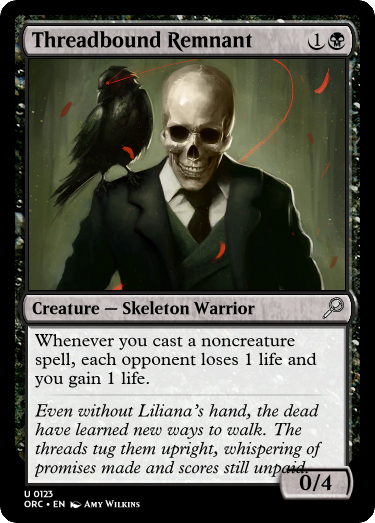 Threadbound Remnant 1
Creature — Skeleton Warrior
Whenever you cast a noncreature
spell, each opponent loses 1 life and
you gain 1 life.
Even without Liliana's hand, the dead
have learned new ways to walk. The
threads tug them upright, whispering of
promises made and scores still unpaid.
0/4
U 0123
ORC • EN Amy Wilkins